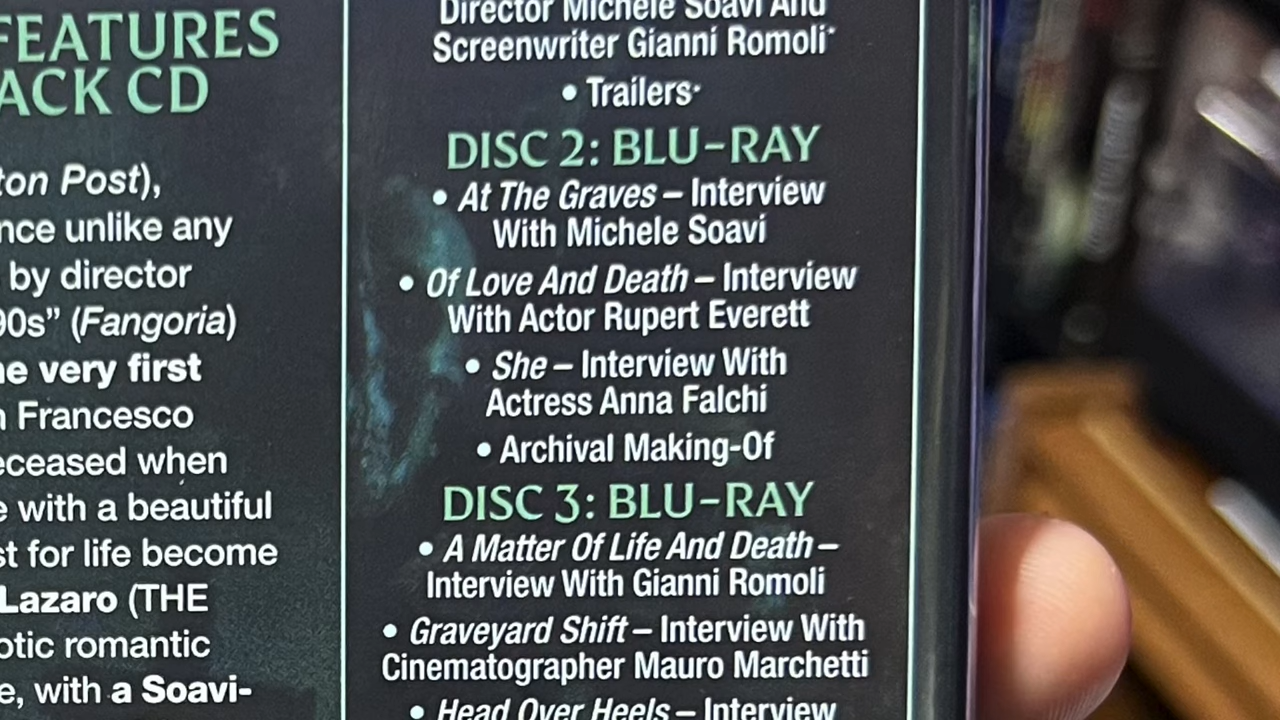 FEATURES
ACK CD
ton Post),
nce unlike any
by director
90s” (Fangoria)
he very first
n Francesco
eceased when
e with a beautiful
st for life become
Lazaro (THE
otic romantic
e, with a Soavi-
Director Michele Soavi And
Screenwriter Gianni Romoli*
• Trailers*
DISC 2: BLU-RAY
• At The Graves – Interview
With Michele Soavi
• Of Love And Death – Interview
With Actor Rupert Everett
• She – Interview With
Actress Anna Falchi
• Archival Making-Of
DISC 3: BLU-RAY
• A Matter Of Life And Death –
Interview With Gianni Romoli
• Graveyard Shift – Interview With
Cinematographer Mauro Marchetti
• Head Over Heels – Interview